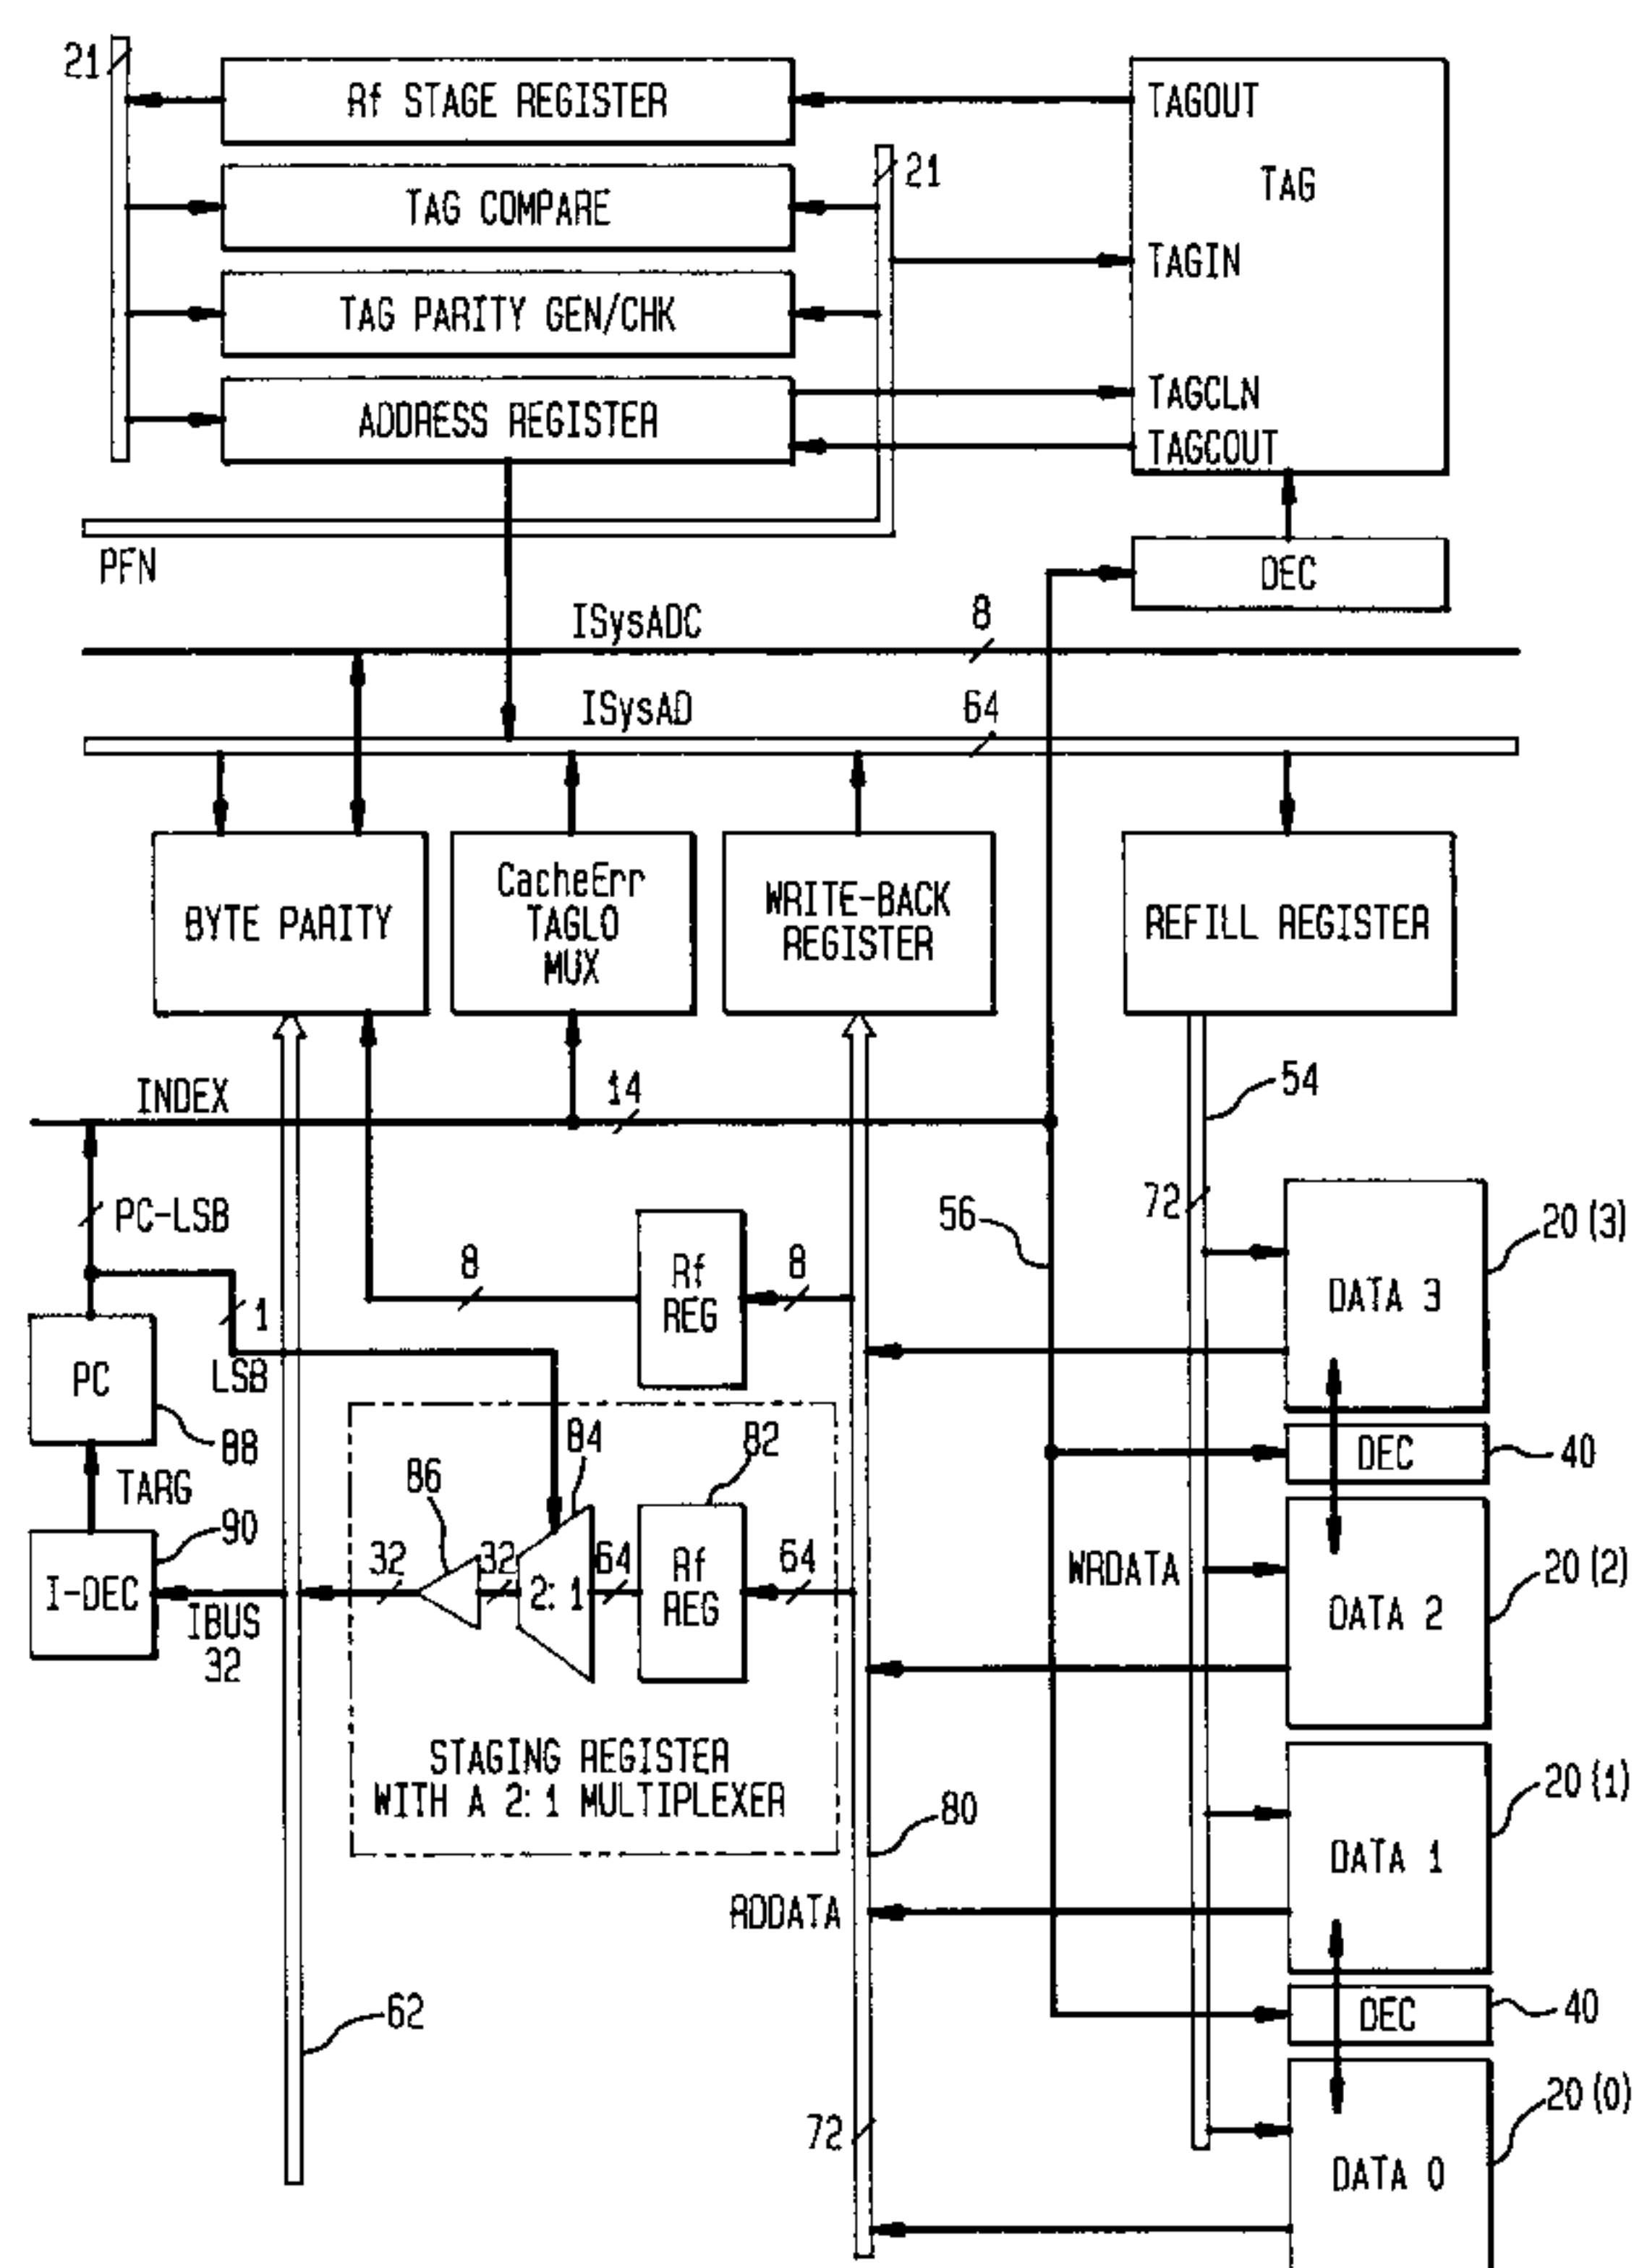 21
Rf STAGE REGISTER
TAGOUT
TAG
TAG COMPARE
21
TAGIN
TAG PARITY GEN/CHK
ADDRESS REGISTER
TAGCLN
TAGCOUT
PFN
DEC
ISysADC
8
ISysAD
64
BYTE PARITY
CacheErr
TAGLO
MUX
WRITE-BACK
REGISTER
REFILL REGISTER
INDEX
14
54
PC-LSB
72
56
20 (3)
8
Rf
REG
8
DATA 3
1
LSB
PC
88
84
82
DEC
40
TARG
86
90
32
32
64
64
2:1
Rf
REG
WRDATA
I-DEC
IBUS
32
DATA 2
20 (2)
STAGING REGISTER
WITH A 2:1 MULTIPLEXER
80
20 (1)
DATA 1
RDDATA
62
DEC
40
72
20 (0)
DATA 0